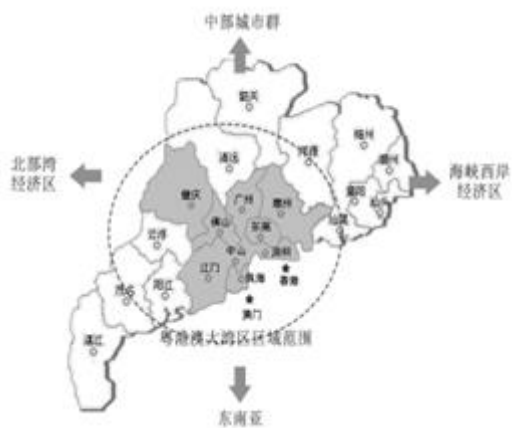 中部城市群
韶关
梅州
河源
清远
潮州
北部湾
经济区
海峡西岸
经济区
肇庆
广州
惠州
揭阳
汕头
佛山
东莞
汕尾
云浮
中山
深圳
江门
珠海
香港
茂名
阳江
澳门
粤港澳大湾区区域范围
湛江
东南亚